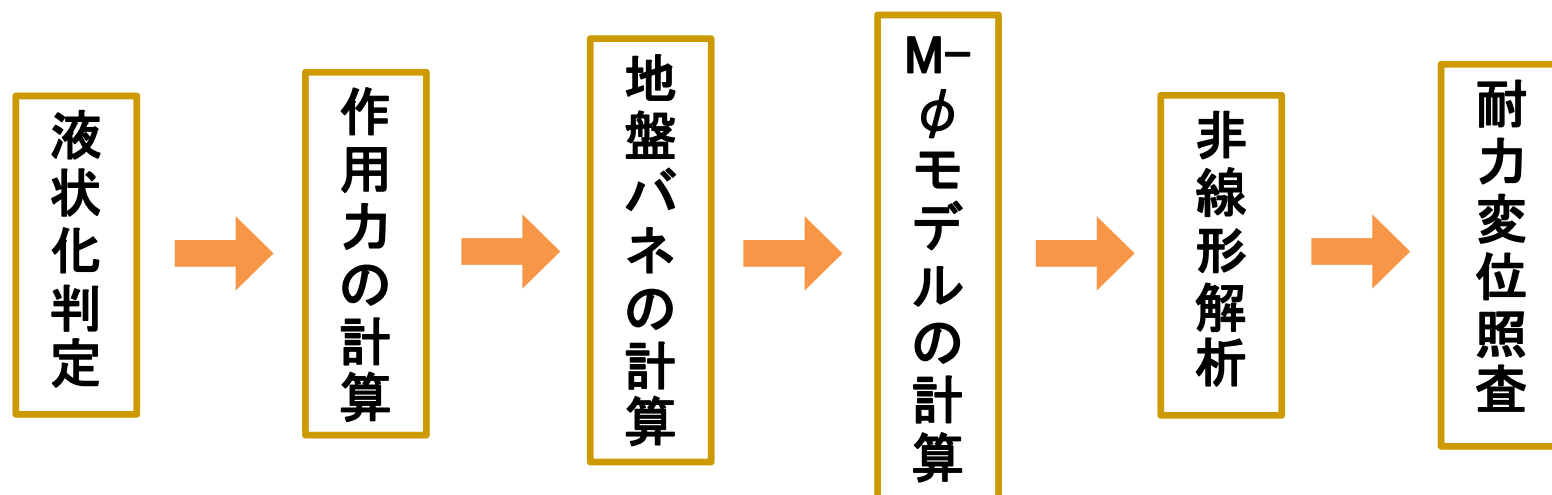 液状化判定
作用力の計算
地盤バネの計算
M-φモデルの計算
非線形解析
耐力変位照査